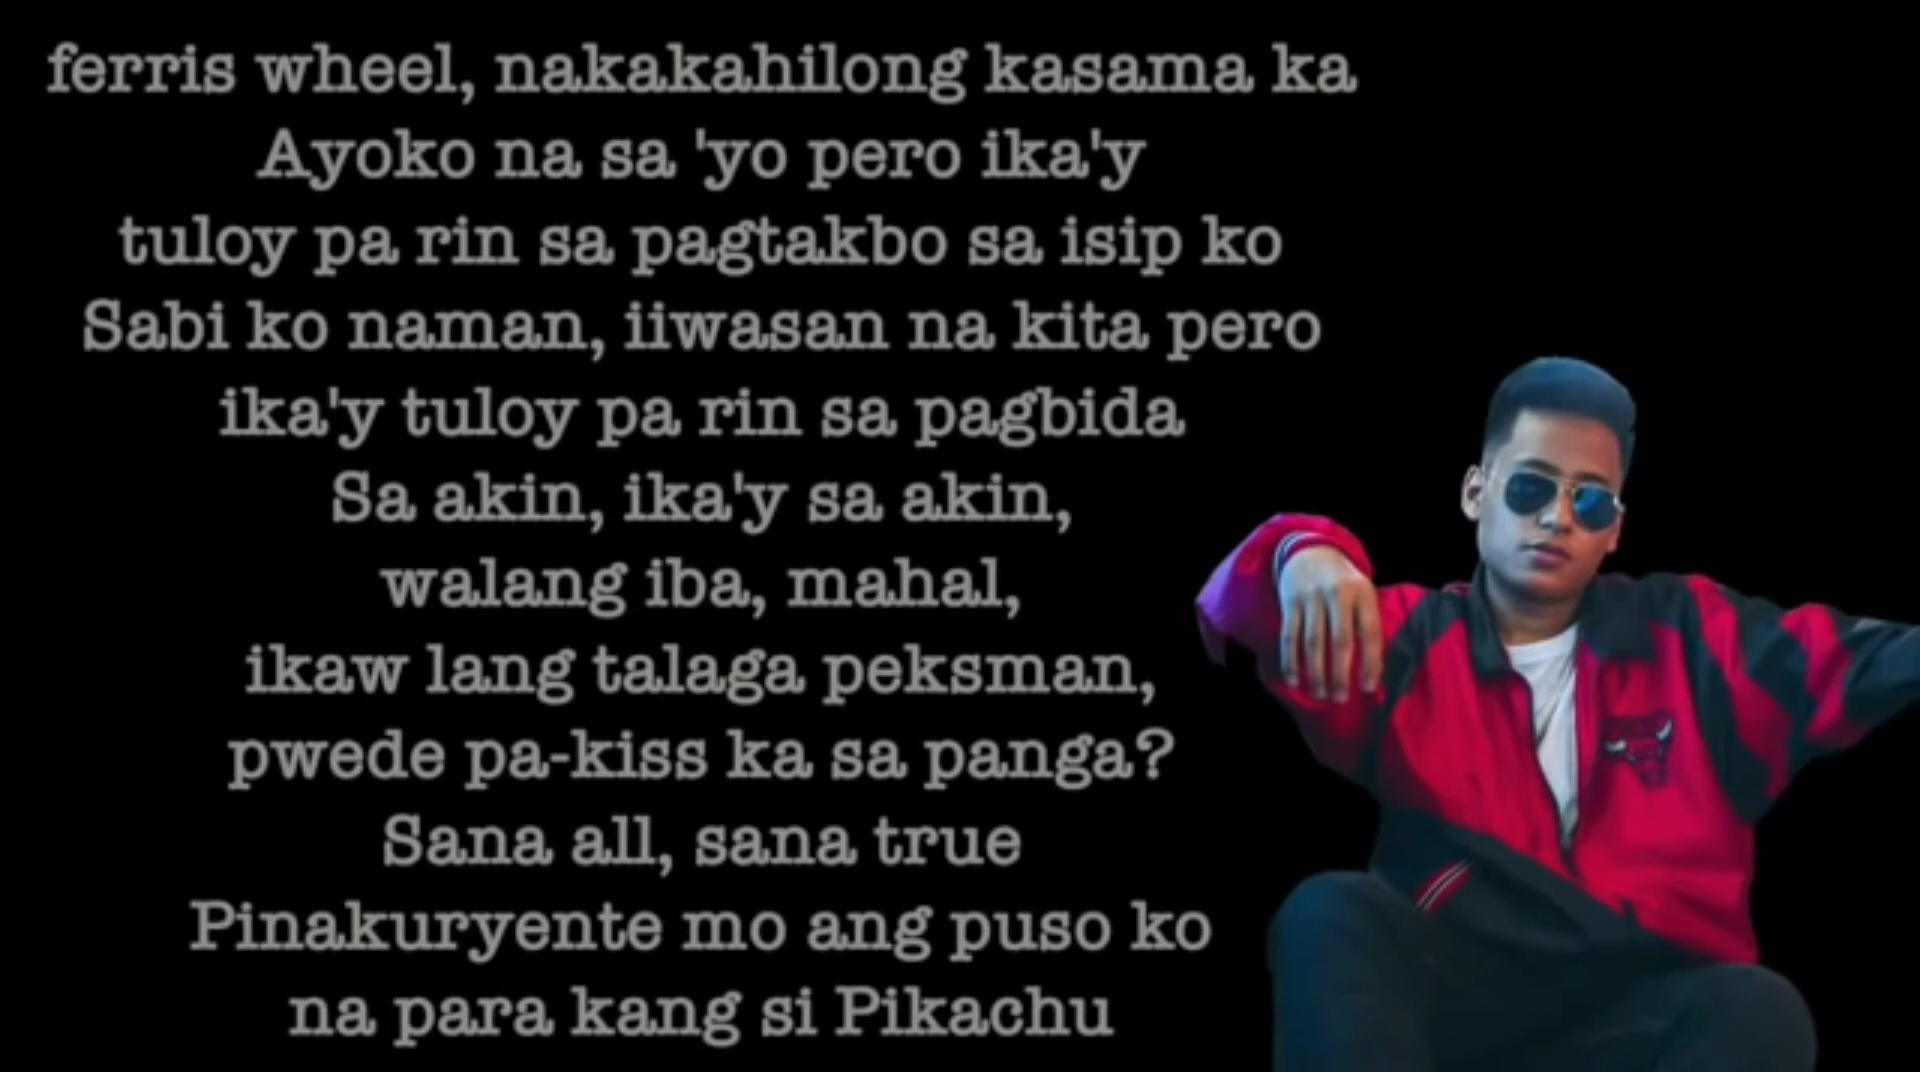 ferris wheel, nakakahilong kasama ka
Ayoko na sa 'yo pero ika'y
tuloy pa rin sa pagtakbo sa isip ko
Sabi ko naman, iiwasan na kita pero
ika'y tuloy pa rin sa pagbida
Sa akin, ika'y sa akin,
walang iba, mahal,
ikaw lang talaga peksman,
pwede pa-kiss ka sa panga?
Sana all, sana true
Pinakuryente mo ang puso ko
na para kang si Pikachu